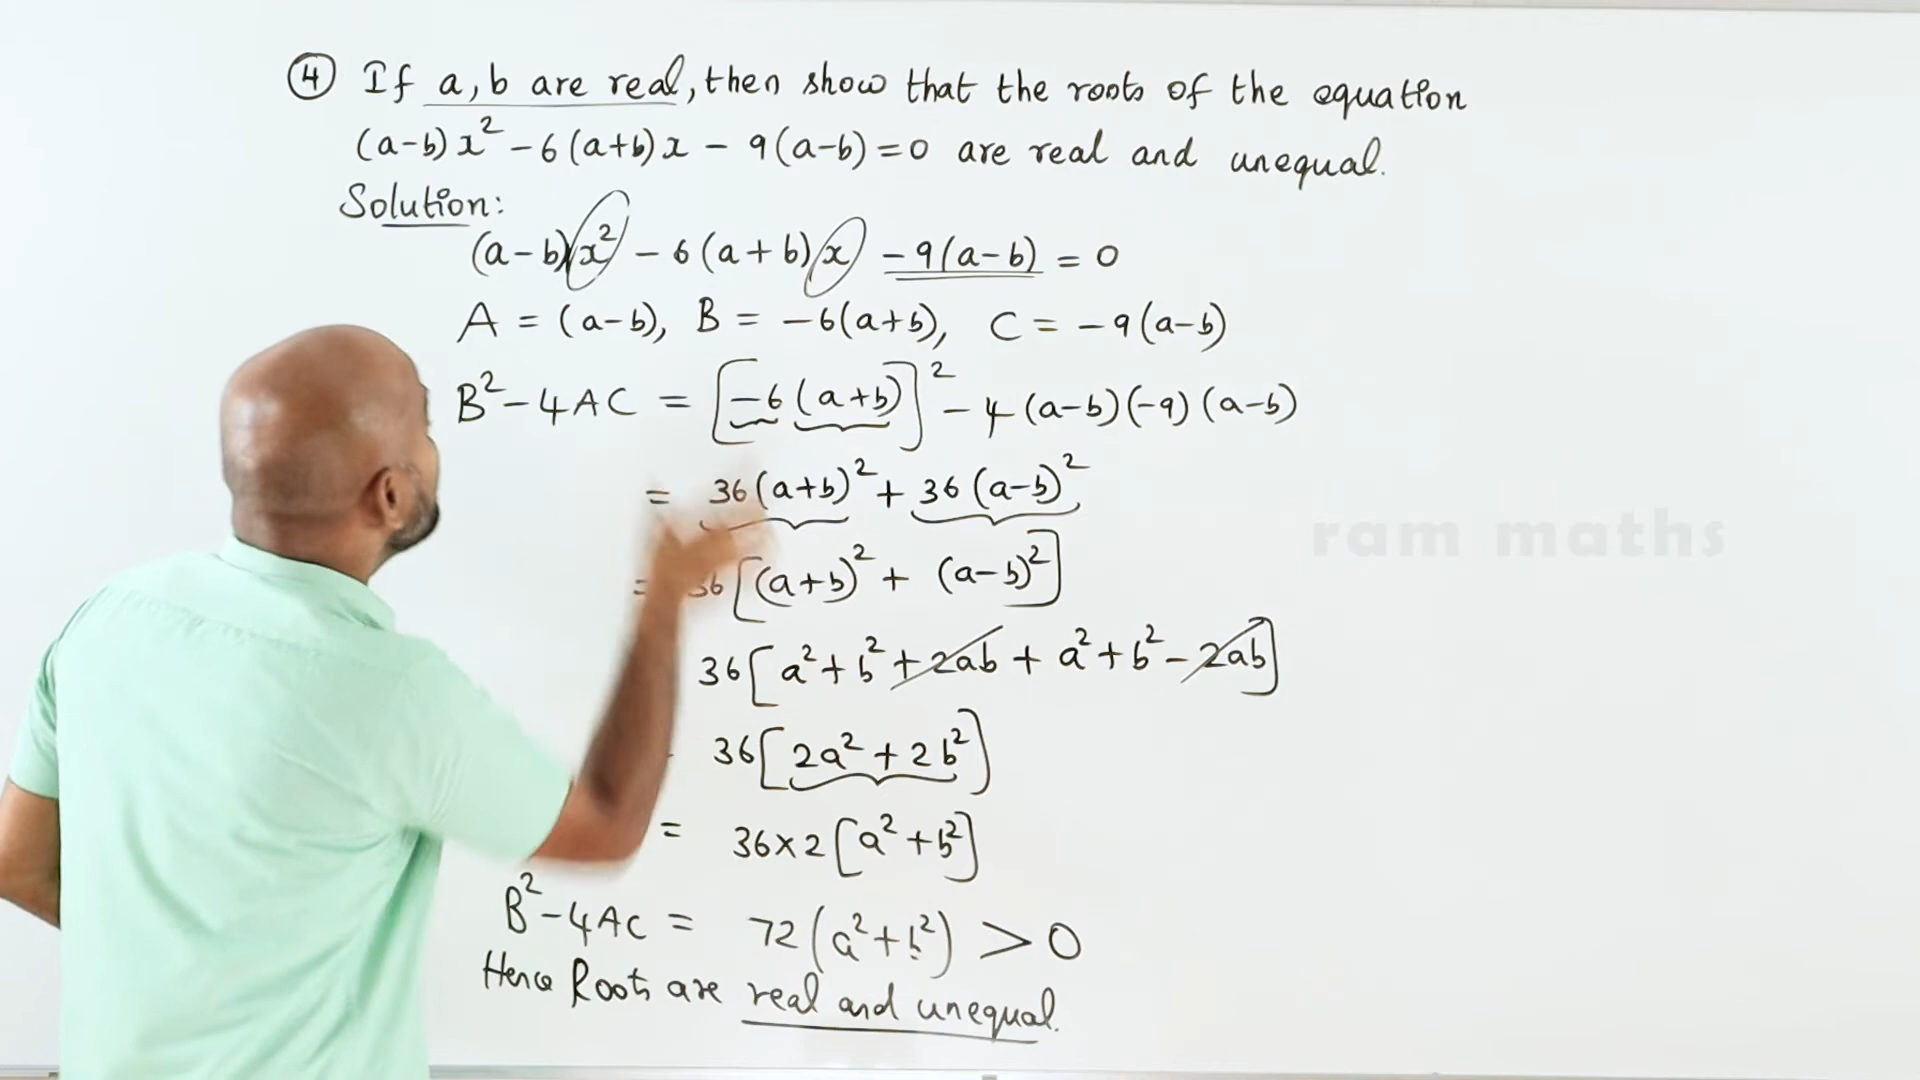 ④ If a, b are real, then show that the roots of the equation
(a-b)x² - 6(a+b)x - 9(a-b) = 0 are real and unequal.
Solution:
(a-b)x² - 6(a+b)x - 9(a-b) = 0
A = (a-b), B = -6(a+b), C = -9(a-b)
B² - 4AC = [-6(a+b)]² - 4(a-b)(-9)(a-b)
= 36(a+b)² + 36(a-b)²
= 36[(a+b)² + (a-b)²]
36[a² + b² + 2ab + a² + b² - 2ab]
36[2a² + 2b²]
= 36×2[a² + b²]
B² - 4AC = 72(a² + b²) > 0
Hence Roots are real and unequal.
ram maths